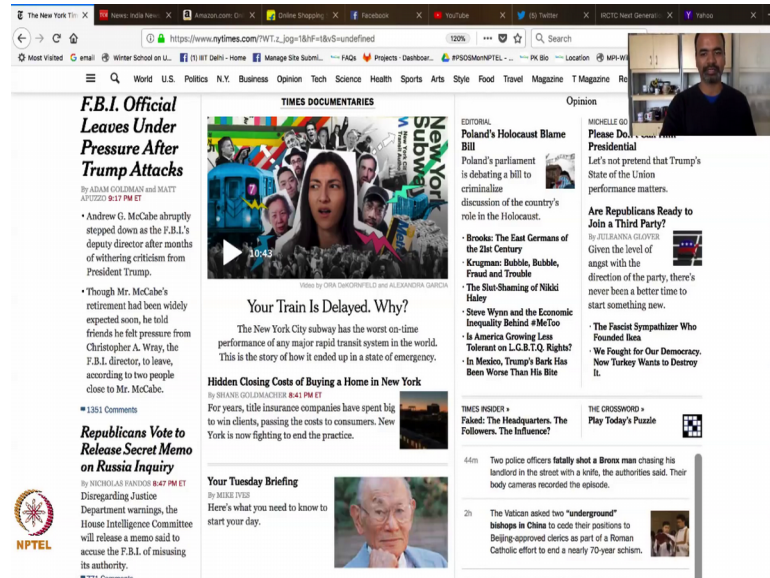 The New York Tim
News: India News
Amazon.com: On
Online Shopping
Facebook
YouTube
(5) Twitter
IRCTC Next Generati
Yahoo
https://www.nytimes.com/?WT.z_jog=1&hF=t&vS=undefined
120%
Search
Most Visited
email
Winter School on U...
(1) IIT Delhi - Home
Manage Site Submi...
FAQs
Projects - Dashboar...
#PSOSMonNPTEL - ...
PK Bio
Location
MPI-Wi
World U.S. Politics N.Y. Business Opinion Tech Science Health Sports Arts Style Food Travel Magazine T Magazine Re
F.B.I. Official
Leaves Under
Pressure After
Trump Attacks
By ADAM GOLDMAN and MATT
APUZZO 9:17 PM ET
• Andrew G. McCabe abruptly
stepped down as the F.B.I.'s
deputy director after months
of withering criticism from
President Trump.
• Though Mr. McCabe's
retirement had been widely
expected soon, he told
friends he felt pressure from
Christopher A. Wray, the
F.B.I. director, to leave,
according to two people
close to Mr. McCabe.
1351 Comments
Republicans Vote to
Release Secret Memo
on Russia Inquiry
By NICHOLAS FANDOS 8:47 PM ET
Disregarding Justice
Department warnings, the
House Intelligence Committee
will release a memo said to
accuse the F.B.I. of misusing
its authority.
771 Comments
NPTEL
TIMES DOCUMENTARIES
New York
Subway
7
10:43
Video by ORA DeKORNFELD and ALEXANDRA GARCIA
Your Train Is Delayed. Why?
The New York City subway has the worst on-time
performance of any major rapid transit system in the world.
This is the story of how it ended up in a state of emergency.
Hidden Closing Costs of Buying a Home in New York
By SHANE GOLDMACHER 8:41 PM ET
For years, title insurance companies have spent big
to win clients, passing the costs to consumers. New
York is now fighting to end the practice.
Your Tuesday Briefing
By MIKE IVES
Here's what you need to know to
start your day.
Opinion
EDITORIAL
Poland's Holocaust Blame
Bill
Poland's parliament
is debating a bill to
criminalize
discussion of the country's
role in the Holocaust.
· Brooks: The East Germans of
the 21st Century
· Krugman: Bubble, Bubble,
Fraud and Trouble
· The Slut-Shaming of Nikki
Haley
· Steve Wynn and the Economic
Inequality Behind #MeToo
· Is America Growing Less
Tolerant on L.G.B.T.Q. Rights?
· In Mexico, Trump's Bark Has
Been Worse Than His Bite
MICHELLE GO
Please Don't
Presidential
Let's not pretend that Trump's
State of the Union
performance matters.
Are Republicans Ready to
Join a Third Party?
By JULEANNA GLOVER
Given the level of
angst with the
direction of the party, there's
never been a better time to
start something new.
· The Fascist Sympathizer Who
Founded Ikea
· We Fought for Our Democracy.
Now Turkey Wants to Destroy
It.
TIMES INSIDER »
Faked: The Headquarters. The
Followers. The Influence?
THE CROSSWORD »
Play Today's Puzzle
44m
Two police officers fatally shot a Bronx man chasing his
landlord in the street with a knife, the authorities said. Their
body cameras recorded the episode.
2h
The Vatican asked two "underground"
bishops in China to cede their positions to
Beijing-approved clerics as part of a Roman
Catholic effort to end a nearly 70-year schism.